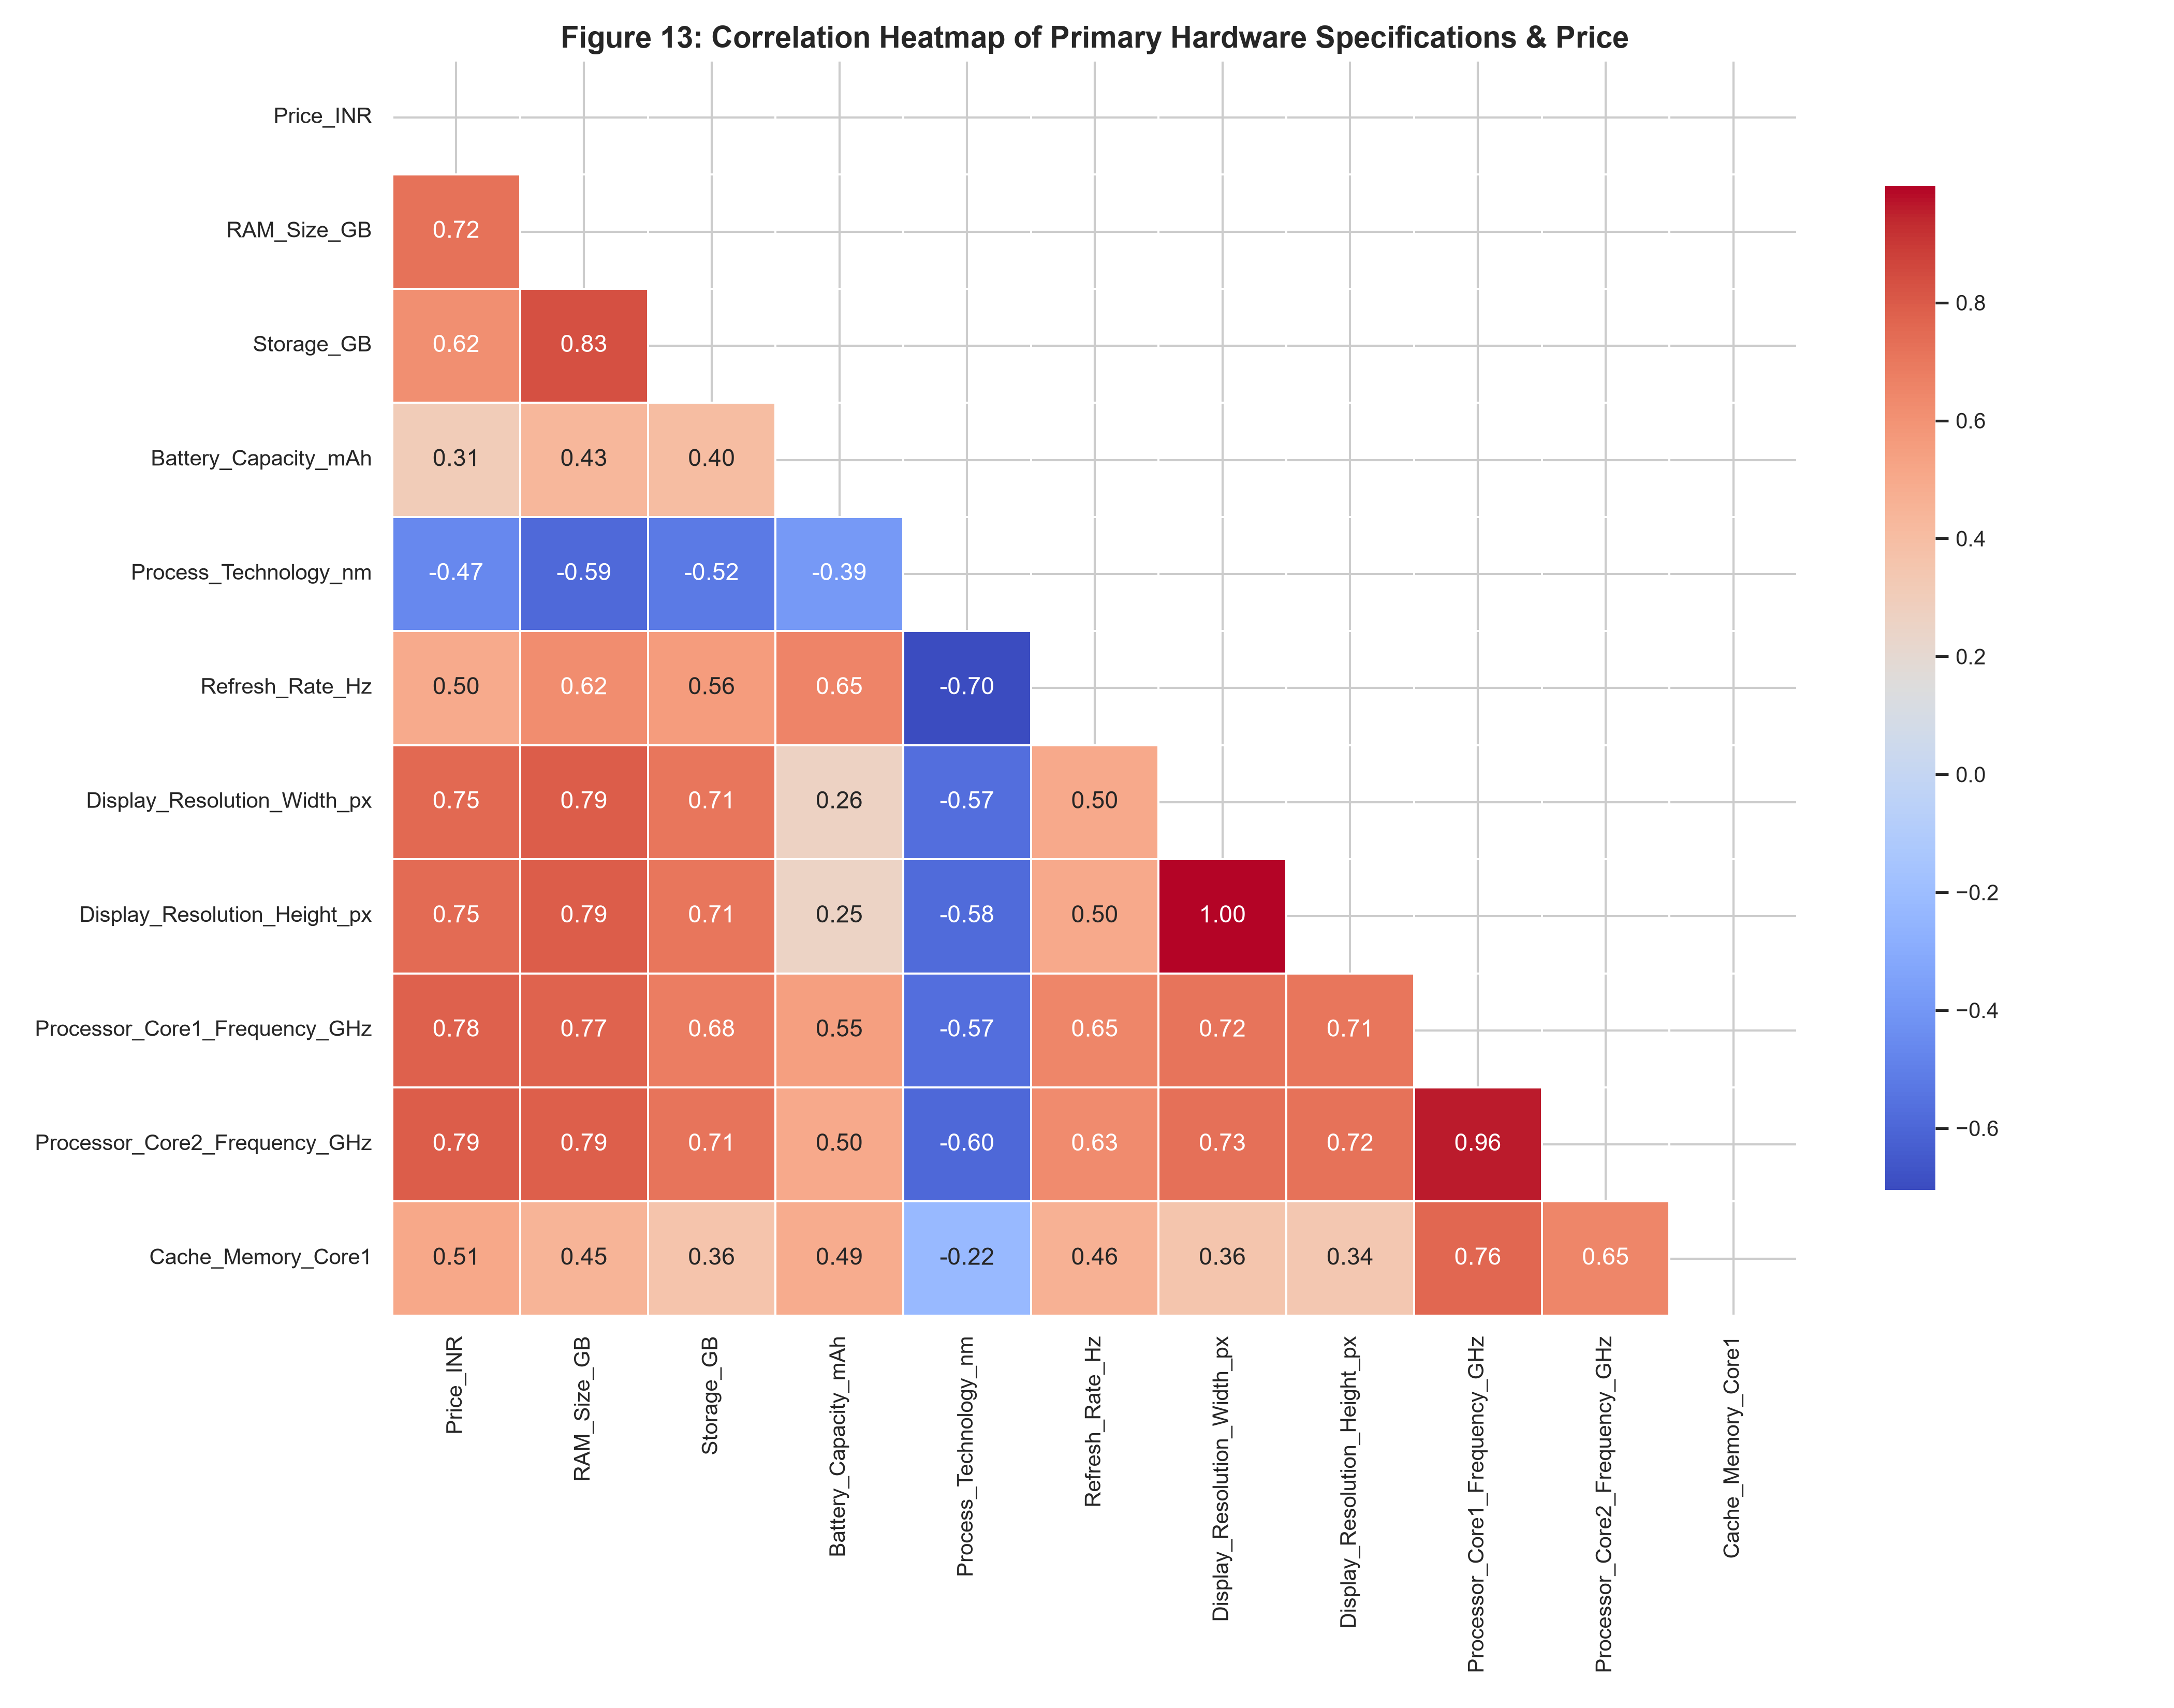 Figure 13: Correlation Heatmap of Primary Hardware Specifications & Price
Price_INR
RAM_Size_GB 0.72
Storage_GB 0.62 0.83
Battery_Capacity_mAh 0.31 0.43 0.40
Process_Technology_nm -0.47 -0.59 -0.52 -0.39
Refresh_Rate_Hz 0.50 0.62 0.56 0.65 -0.70
Display_Resolution_Width_px 0.75 0.79 0.71 0.26 -0.57 0.50
Display_Resolution_Height_px 0.75 0.79 0.71 0.25 -0.58 0.50 1.00
Processor_Core1_Frequency_GHz 0.78 0.77 0.68 0.55 -0.57 0.65 0.72 0.71
Processor_Core2_Frequency_GHz 0.79 0.79 0.71 0.50 -0.60 0.63 0.73 0.72 0.96
Cache_Memory_Core1 0.51 0.45 0.36 0.49 -0.22 0.46 0.36 0.34 0.76 0.65
Price_INR
RAM_Size_GB
Storage_GB
Battery_Capacity_mAh
Process_Technology_nm
Refresh_Rate_Hz
Display_Resolution_Width_px
Display_Resolution_Height_px
Processor_Core1_Frequency_GHz
Processor_Core2_Frequency_GHz
Cache_Memory_Core1
0.8
0.6
0.4
0.2
0.0
−0.2
−0.4
−0.6